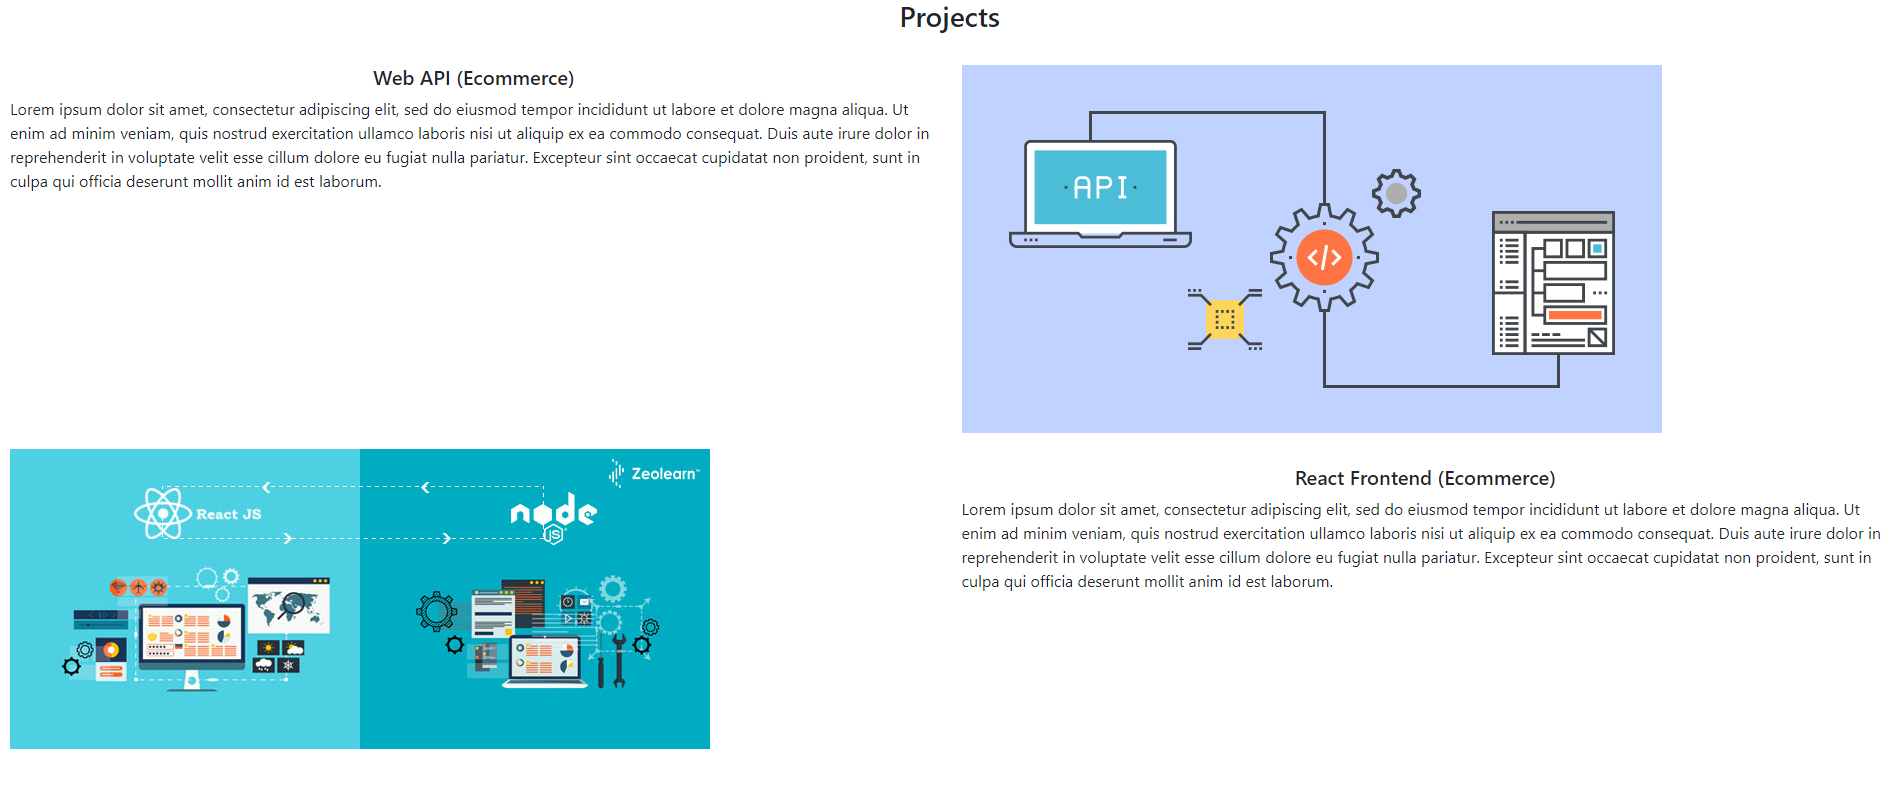 Projects
Web API (Ecommerce)
Lorem ipsum dolor sit amet, consectetur adipiscing elit, sed do eiusmod tempor incididunt ut labore et dolore magna aliqua. Ut
enim ad minim veniam, quis nostrud exercitation ullamco laboris nisi ut aliquip ex ea commodo consequat. Duis aute irure dolor in
reprehenderit in voluptate velit esse cillum dolore eu fugiat nulla pariatur. Excepteur sint occaecat cupidatat non proident, sunt in
culpa qui officia deserunt mollit anim id est laborum.
·API·
</>
Zeolearn™
React JS
node
JS
React Frontend (Ecommerce)
Lorem ipsum dolor sit amet, consectetur adipiscing elit, sed do eiusmod tempor incididunt ut labore et dolore magna aliqua. Ut
enim ad minim veniam, quis nostrud exercitation ullamco laboris nisi ut aliquip ex ea commodo consequat. Duis aute irure dolor in
reprehenderit in voluptate velit esse cillum dolore eu fugiat nulla pariatur. Excepteur sint occaecat cupidatat non proident, sunt in
culpa qui officia deserunt mollit anim id est laborum.